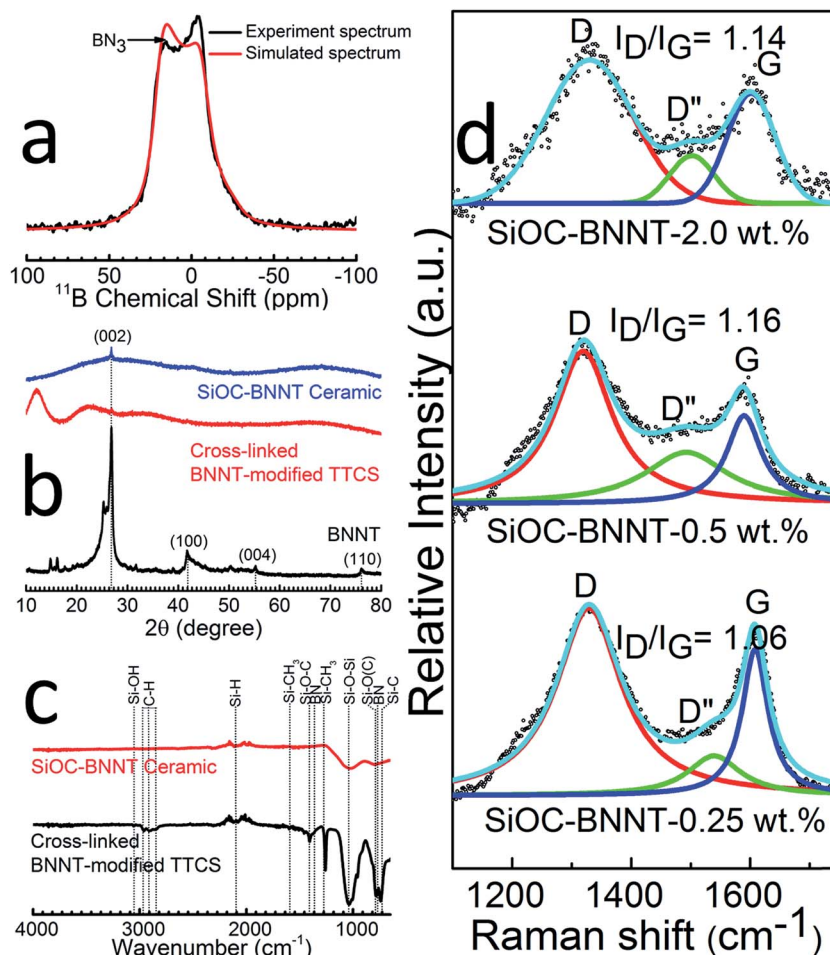 a
BN3
Experiment spectrum
Simulated spectrum
100 50 0 -50 -100
11B Chemical Shift (ppm)
b
(002)
SiOC-BNNT Ceramic
Cross-linked
BNNT-modified TTCS
BNNT
(100)
(004)
(110)
10 20 30 40 50 60 70 80
2θ (degree)
c
Si-OH
C-H
Si-H
Si-CH3
Si-O-C
BN
Si-CH3
Si-O-Si
Si-O(C)
BN
Si-C
SiOC-BNNT Ceramic
Cross-linked
BNNT-modified TTCS
4000 3000 2000 1000
Wavenumber (cm-1)
d
Relative Intensity (a.u.)
D
ID/IG= 1.14
G
D"
SiOC-BNNT-2.0 wt.%
D
ID/IG= 1.16
G
D"
SiOC-BNNT-0.5 wt.%
D
G
ID/IG= 1.06
D"
SiOC-BNNT-0.25 wt.%
1200 1400 1600
Raman shift (cm-1)